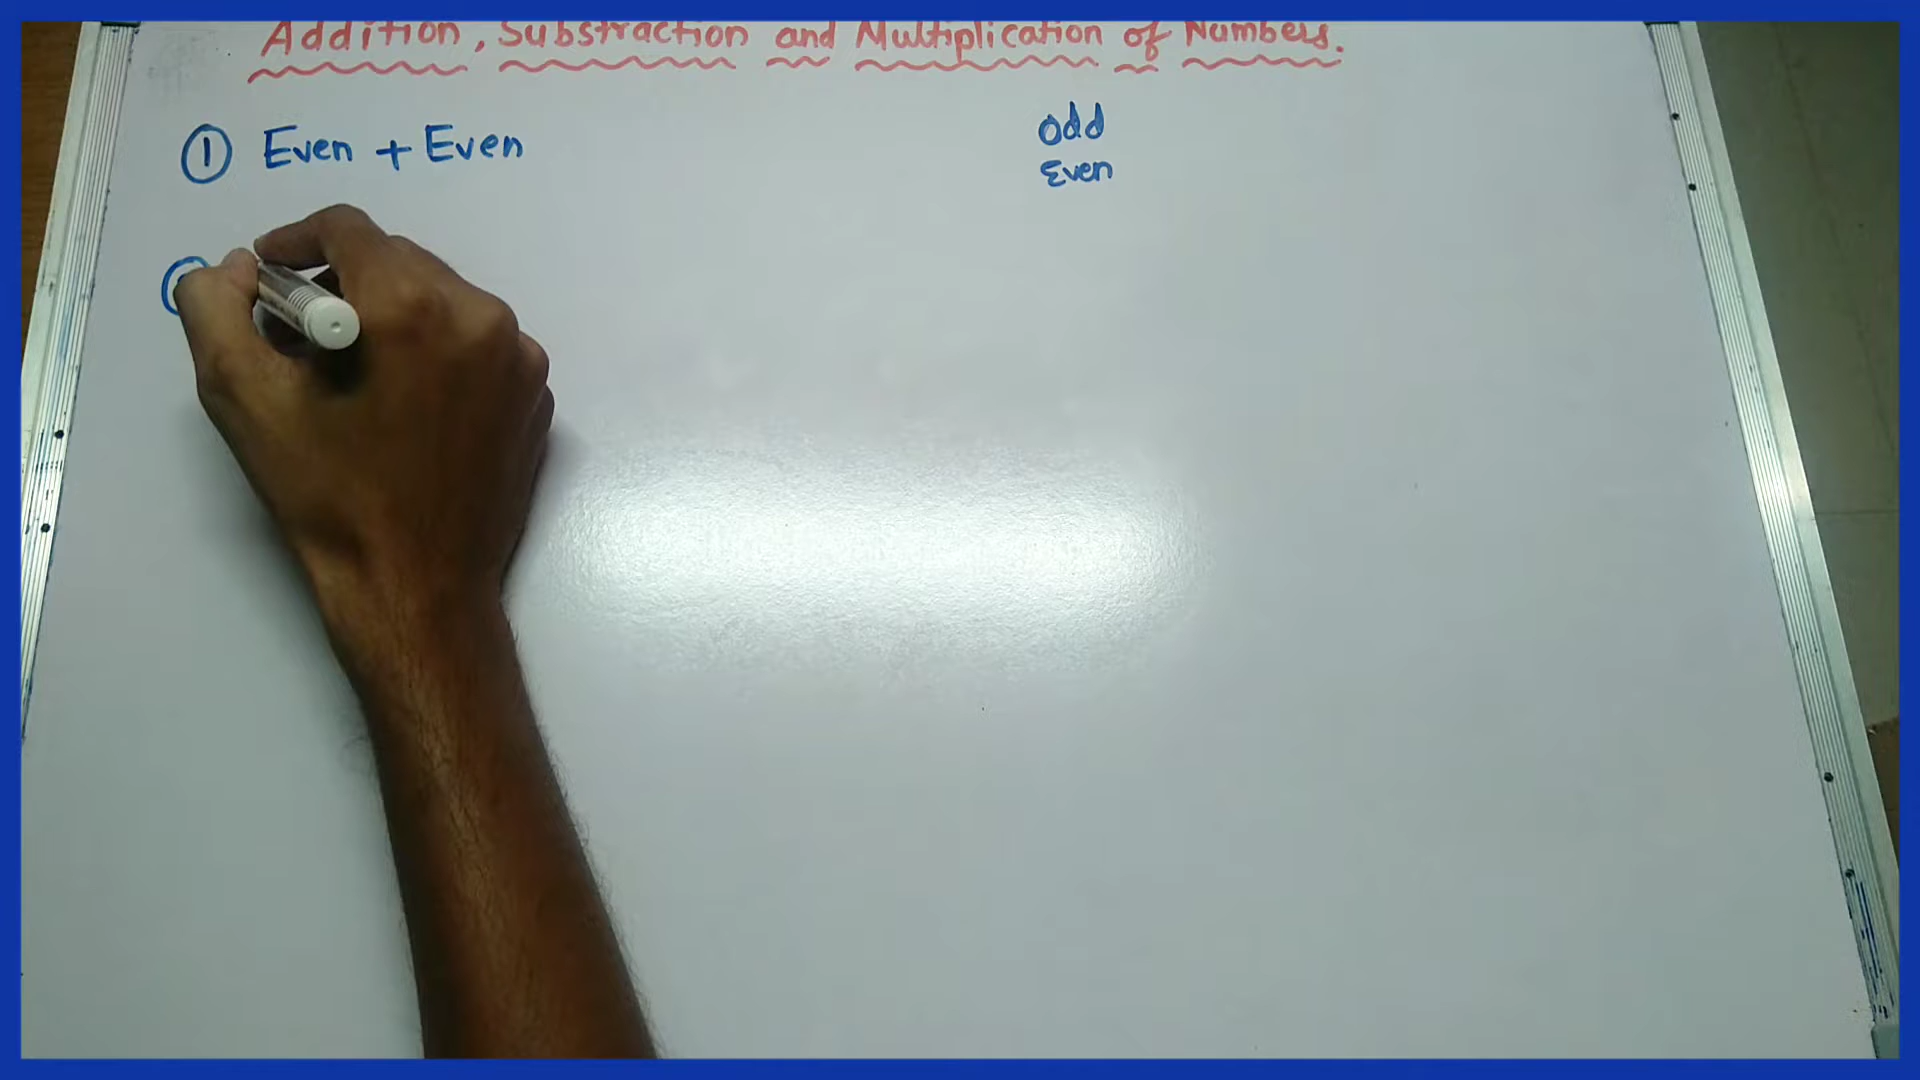 Addition, Substraction and Multiplication of Numbers.
① Even + Even
odd
Even